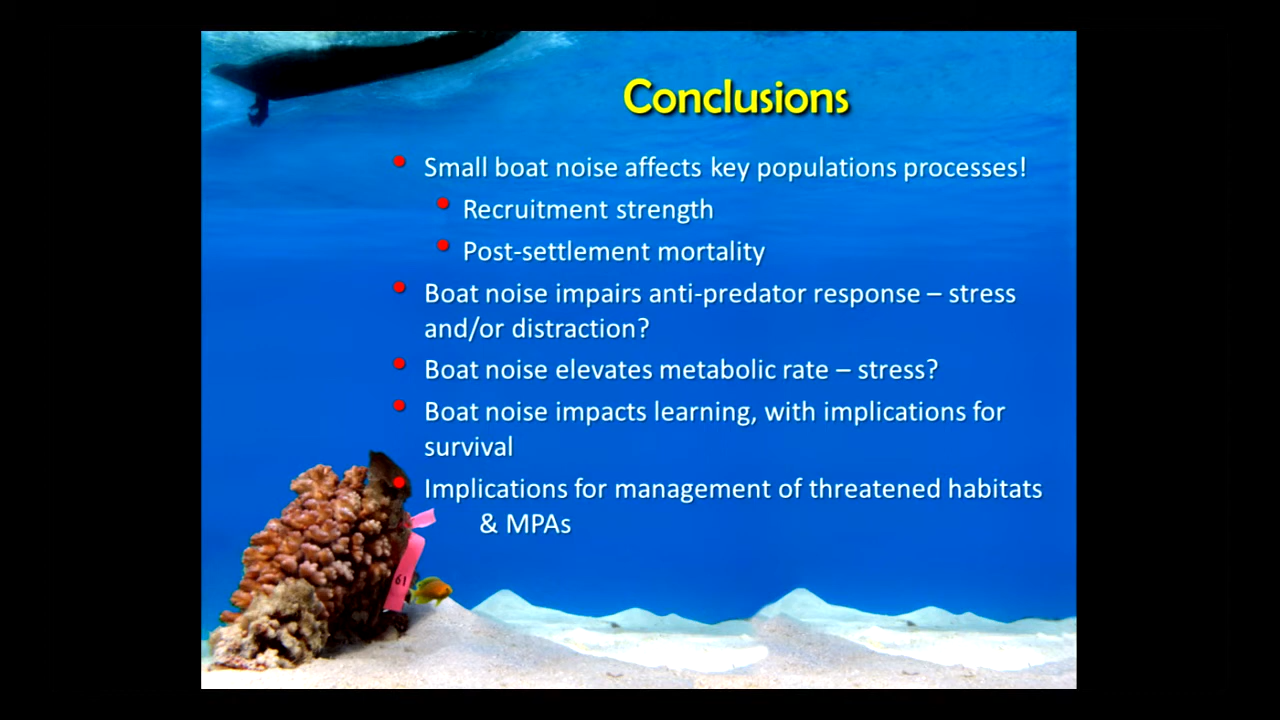 Conclusions
Small boat noise affects key populations processes!
Recruitment strength
Post-settlement mortality
Boat noise impairs anti-predator response – stress
and/or distraction?
Boat noise elevates metabolic rate – stress?
Boat noise impacts learning, with implications for
survival
Implications for management of threatened habitats
& MPAs
61